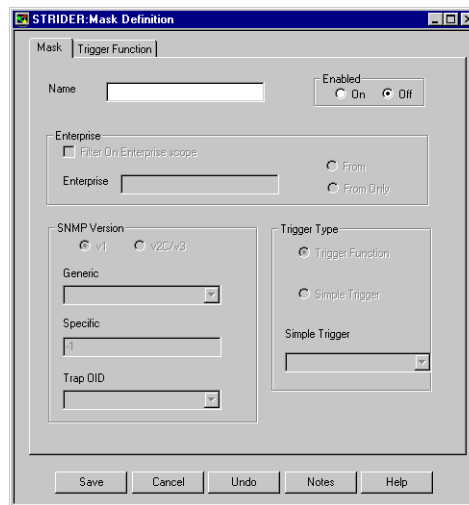 STRIDER:Mask Definition
Mask Trigger Function
Name
Enabled
On Off
Enterprise
Filter On Enterprise scope
Enterprise
From
From Only
SNMP Version
v1 v2C/v3
Generic
Specific
-1
Trap OID
Trigger Type
Trigger Function
Simple Trigger
Simple Trigger
Save Cancel Undo Notes Help